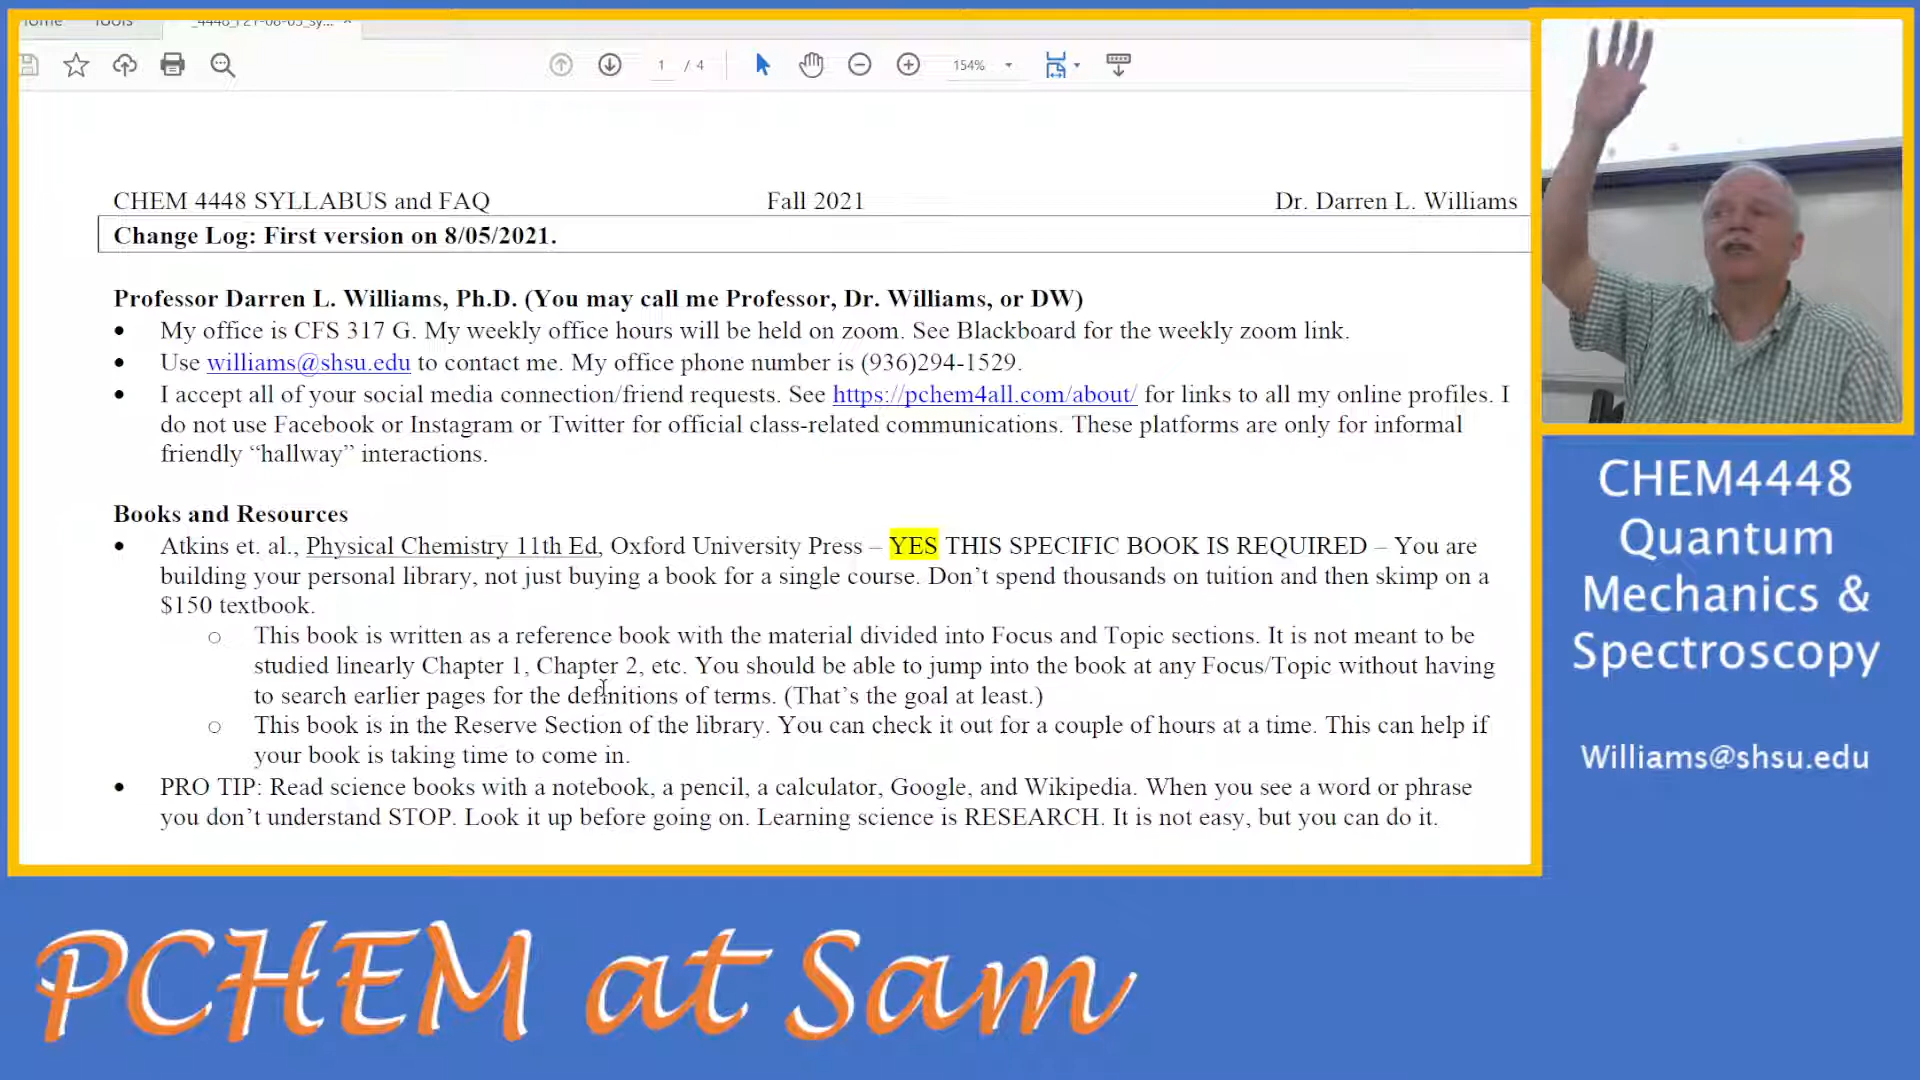 Home Tools _4448_F21-08-05_sy... ×
1 / 4 154%
CHEM 4448 SYLLABUS and FAQ Fall 2021 Dr. Darren L. Williams
Change Log: First version on 8/05/2021.
Professor Darren L. Williams, Ph.D. (You may call me Professor, Dr. Williams, or DW)
• My office is CFS 317 G. My weekly office hours will be held on zoom. See Blackboard for the weekly zoom link.
• Use williams@shsu.edu to contact me. My office phone number is (936)294-1529.
• I accept all of your social media connection/friend requests. See https://pchem4all.com/about/ for links to all my online profiles. I
do not use Facebook or Instagram or Twitter for official class-related communications. These platforms are only for informal
friendly “hallway” interactions.
Books and Resources
• Atkins et. al., Physical Chemistry 11th Ed, Oxford University Press – YES THIS SPECIFIC BOOK IS REQUIRED – You are
building your personal library, not just buying a book for a single course. Don’t spend thousands on tuition and then skimp on a
$150 textbook.
○ This book is written as a reference book with the material divided into Focus and Topic sections. It is not meant to be
studied linearly Chapter 1, Chapter 2, etc. You should be able to jump into the book at any Focus/Topic without having
to search earlier pages for the definitions of terms. (That’s the goal at least.)
○ This book is in the Reserve Section of the library. You can check it out for a couple of hours at a time. This can help if
your book is taking time to come in.
• PRO TIP: Read science books with a notebook, a pencil, a calculator, Google, and Wikipedia. When you see a word or phrase
you don’t understand STOP. Look it up before going on. Learning science is RESEARCH. It is not easy, but you can do it.
CHEM4448
Quantum
Mechanics &
Spectroscopy
Williams@shsu.edu
PCHEM at Sam